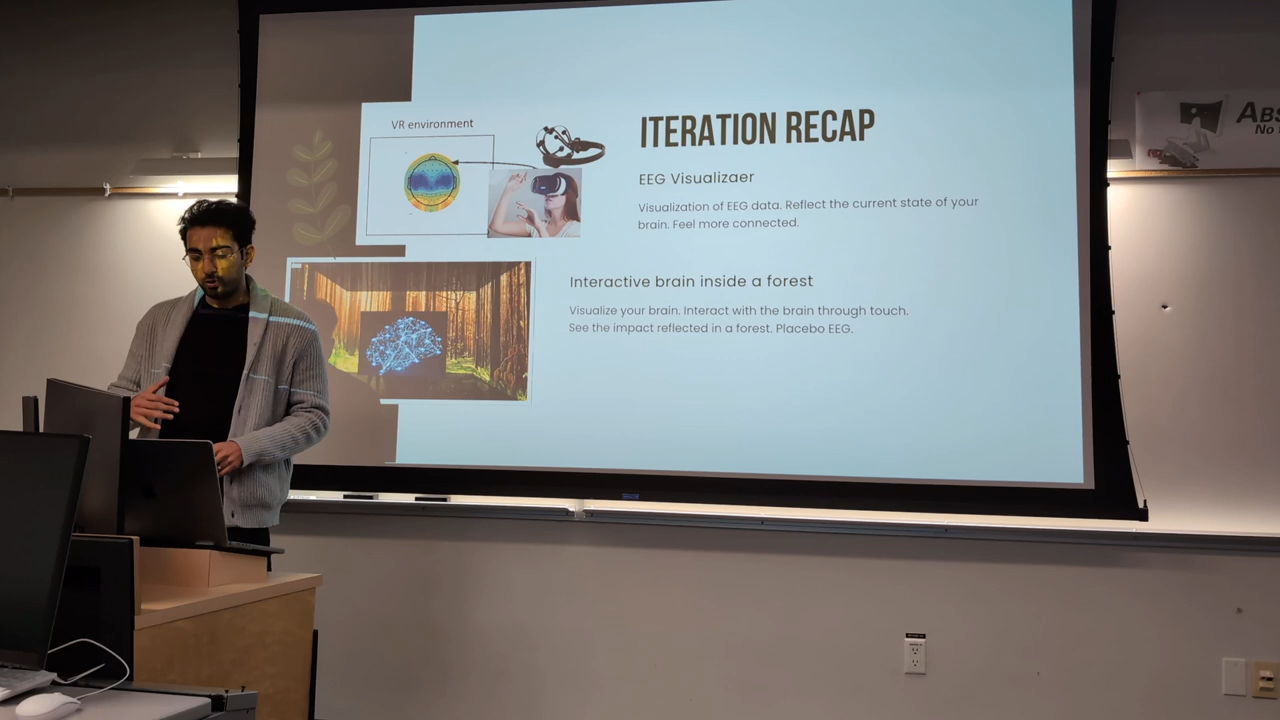 VR environment
ITERATION RECAP
EEG Visualizaer
Visualization of EEG data. Reflect the current state of your
brain. Feel more connected.
Interactive brain inside a forest
Visualize your brain. Interact with the brain through touch.
See the impact reflected in a forest. Placebo EEG.
No